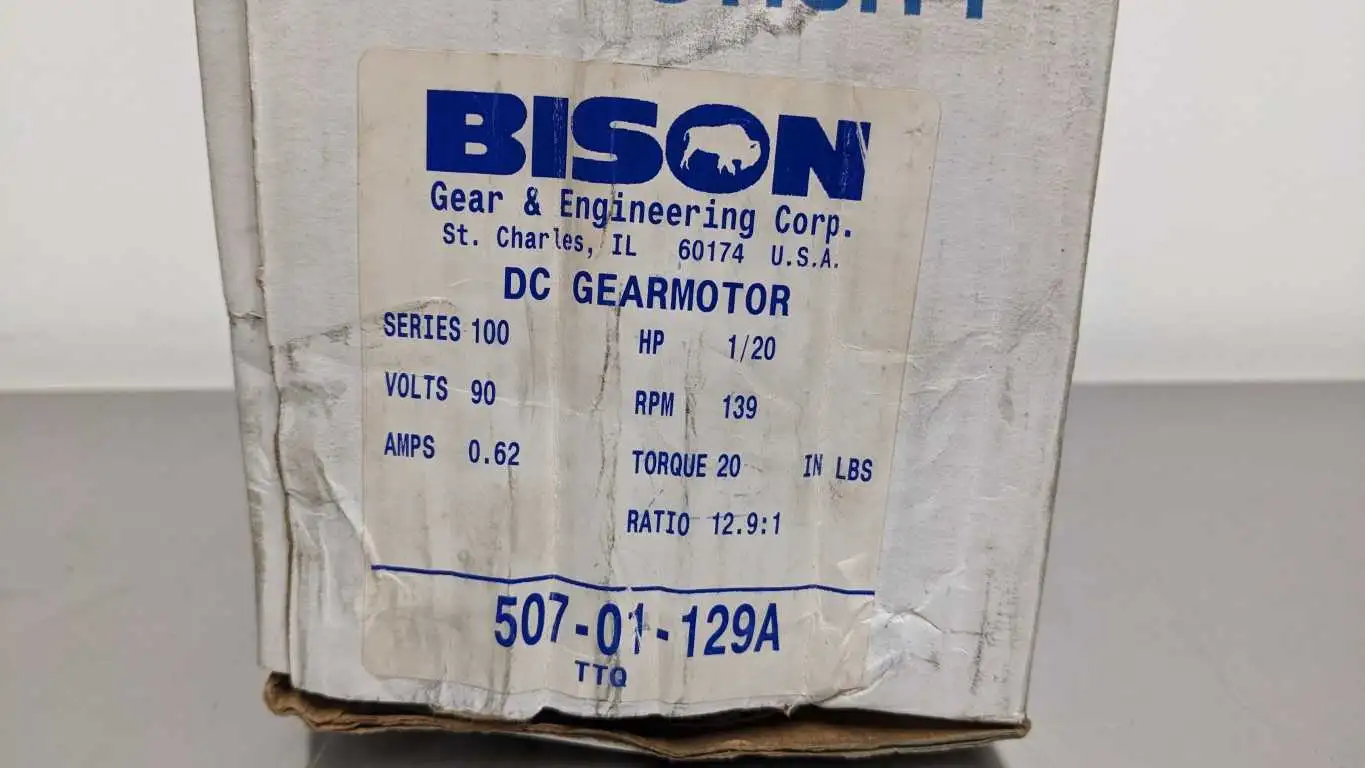 BISON
Gear & Engineering Corp.
St. Charles, IL 60174 U.S.A.
DC GEARMOTOR
SERIES 100 HP 1/20
VOLTS 90 RPM 139
AMPS 0.62 TORQUE 20 IN LBS
RATIO 12.9:1
507-01-129A
TTQ